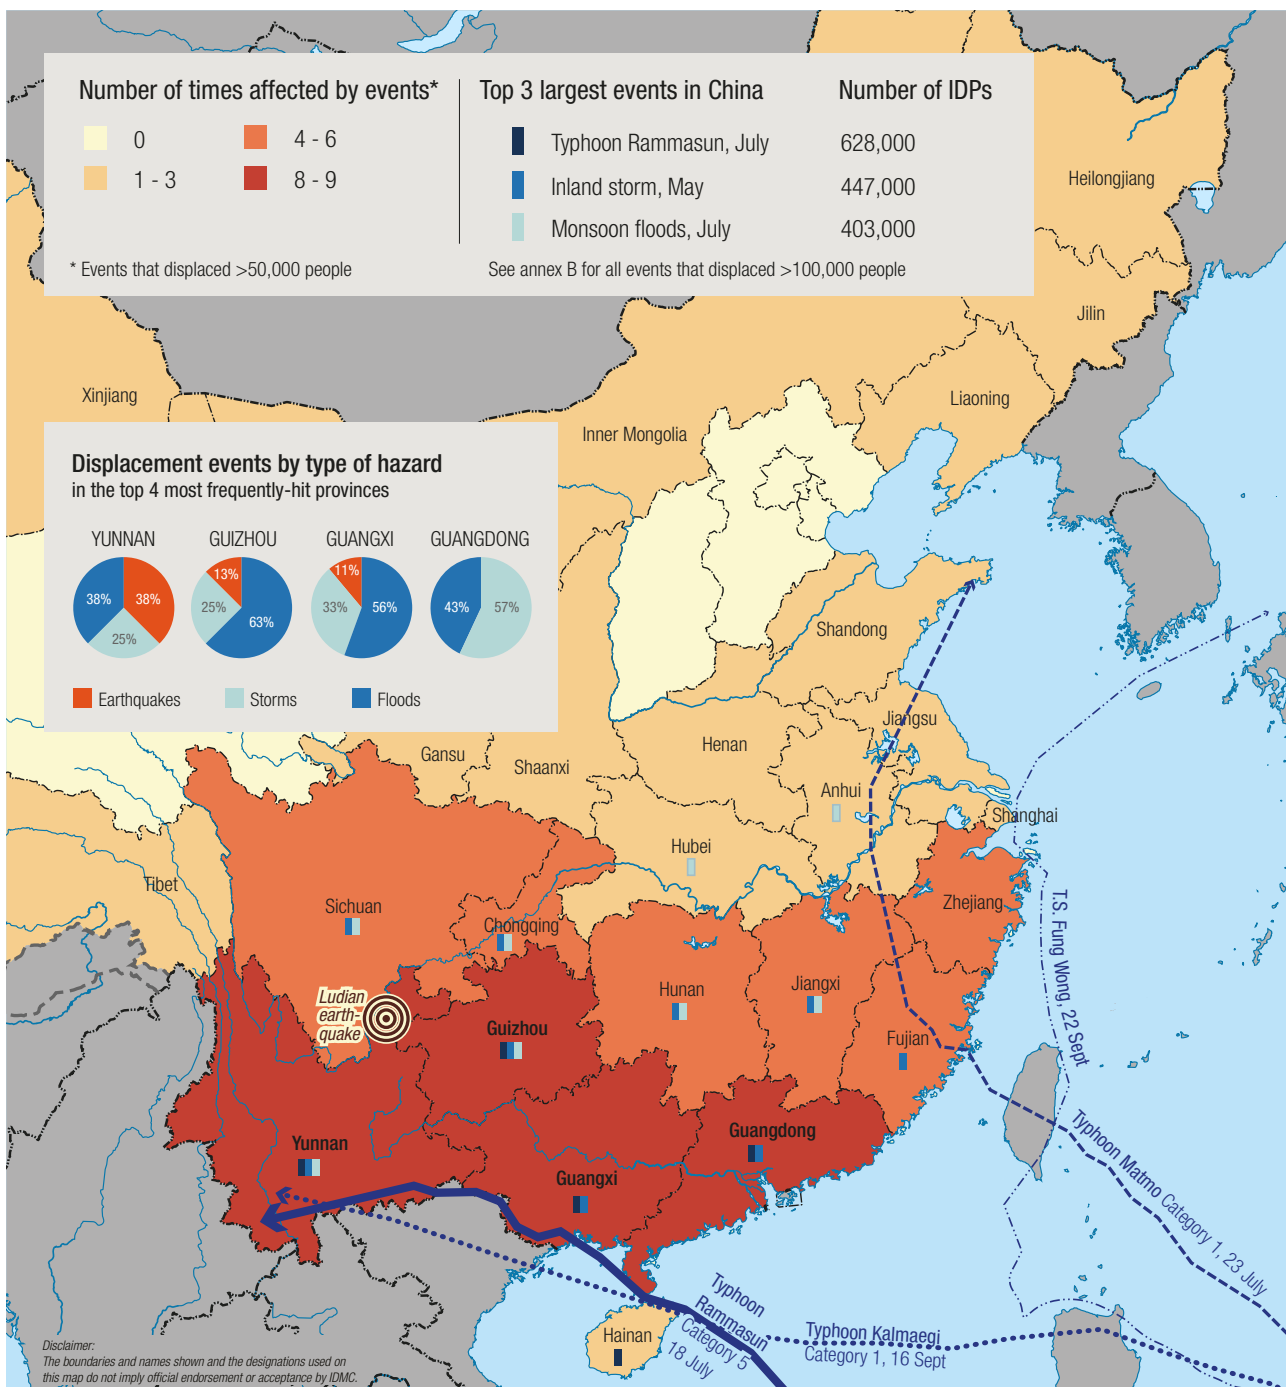 Number of times affected by events*
0
1 - 3
4 - 6
8 - 9
* Events that displaced >50,000 people
Top 3 largest events in China
Number of IDPs
Typhoon Rammasun, July
628,000
Inland storm, May
447,000
Monsoon floods, July
403,000
See annex B for all events that displaced >100,000 people
Heilongjiang
Jilin
Liaoning
Xinjiang
Inner Mongolia
Displacement events by type of hazard
in the top 4 most frequently-hit provinces
YUNNAN
38%
38%
25%
GUIZHOU
13%
25%
63%
GUANGXI
11%
33%
56%
GUANGDONG
43%
57%
Earthquakes
Storms
Floods
Shandong
Jiangsu
Henan
Gansu
Shaanxi
Anhui
Shanghai
Hubei
Tibet
Sichuan
Chongqing
Zhejiang
Hunan
Jiangxi
Ludian
earth-
quake
Guizhou
Fujian
T.S. Fung Wong, 22 Sept
Yunnan
Guangdong
Guangxi
Typhoon Matmo Category 1, 23 July
Typhoon
Rammasun
Category 5
18 July
Typhoon Kalmaegi
Category 1, 16 Sept
Hainan
Disclaimer:
The boundaries and names shown and the designations used on
this map do not imply official endorsement or acceptance by IDMC.